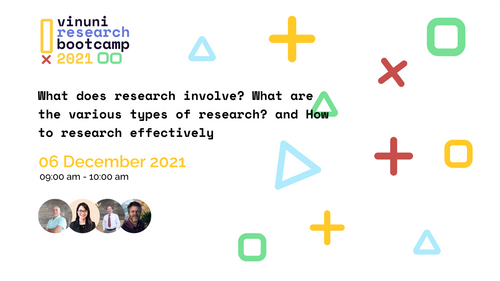 vinuni
research
bootcamp
2021
What does research involve? What are
the various types of research? and How
to research effectively
06 December 2021
09:00 am - 10:00 am